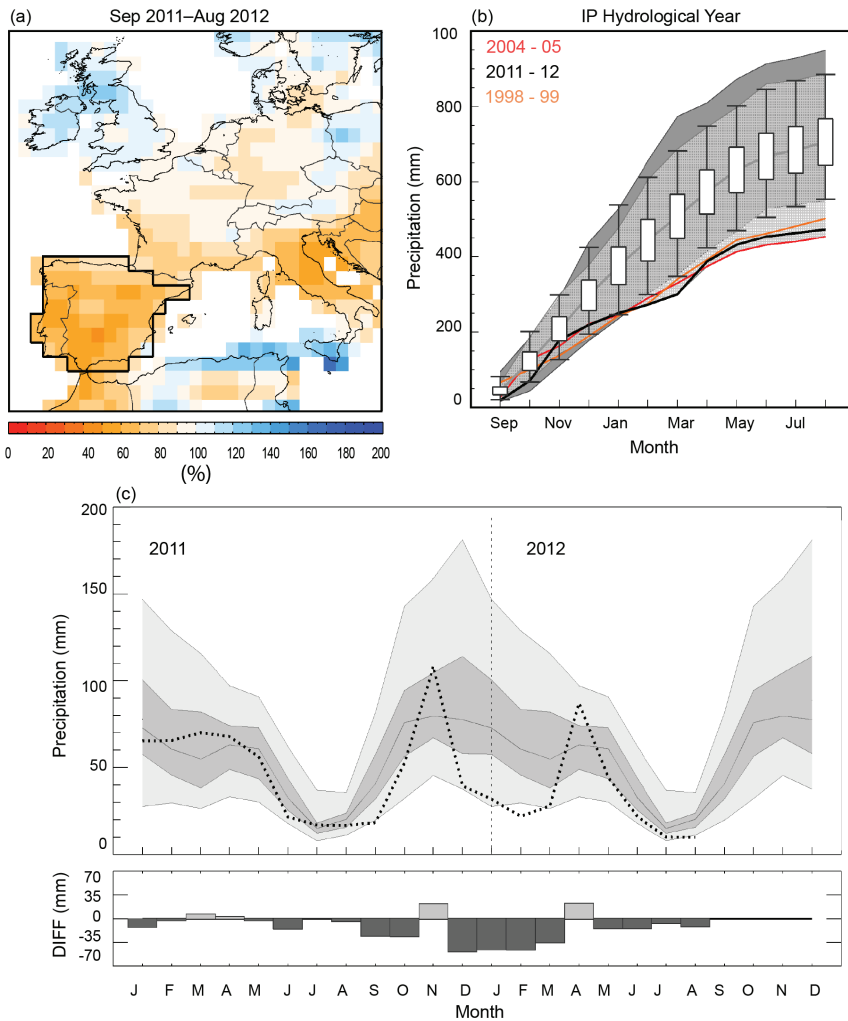 (a) Sep 2011–Aug 2012
0 20 40 60 80 100 120 140 160 180 200
(%)
(b) IP Hydrological Year
2004 - 05
2011 - 12
1998 - 99
100
800
600
400
200
0
Precipitation (mm)
Sep Nov Jan Mar May Jul
Month
(c)
2011 2012
200
150
100
50
0
Precipitation (mm)
70
35
0
-35
-70
DIFF (mm)
J F M A M J J A S O N D J F M A M J J A S O N D
Month